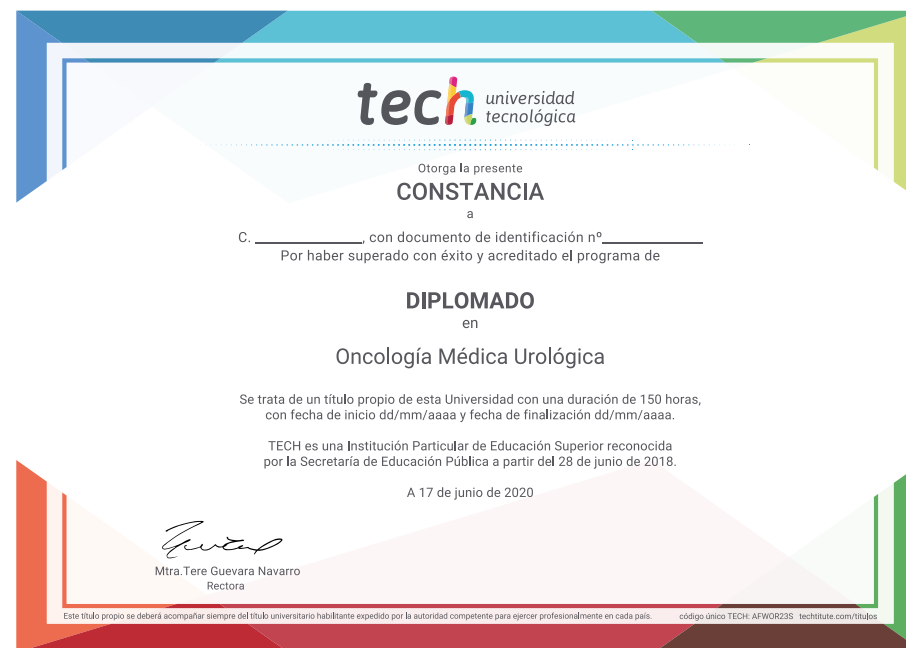 tech universidad
tecnológica
Otorga la presente
CONSTANCIA
a
C. ____________, con documento de identificación nº____________
Por haber superado con éxito y acreditado el programa de
DIPLOMADO
en
Oncología Médica Urológica
Se trata de un título propio de esta Universidad con una duración de 150 horas,
con fecha de inicio dd/mm/aaaa y fecha de finalización dd/mm/aaaa.
TECH es una Institución Particular de Educación Superior reconocida
por la Secretaría de Educación Pública a partir del 28 de junio de 2018.
A 17 de junio de 2020
Mtra.Tere Guevara Navarro
Rectora
Este título propio se deberá acompañar siempre del título universitario habilitante expedido por la autoridad competente para ejercer profesionalmente en cada país. código único TECH: AFWOR23S techtitute.com/titulos